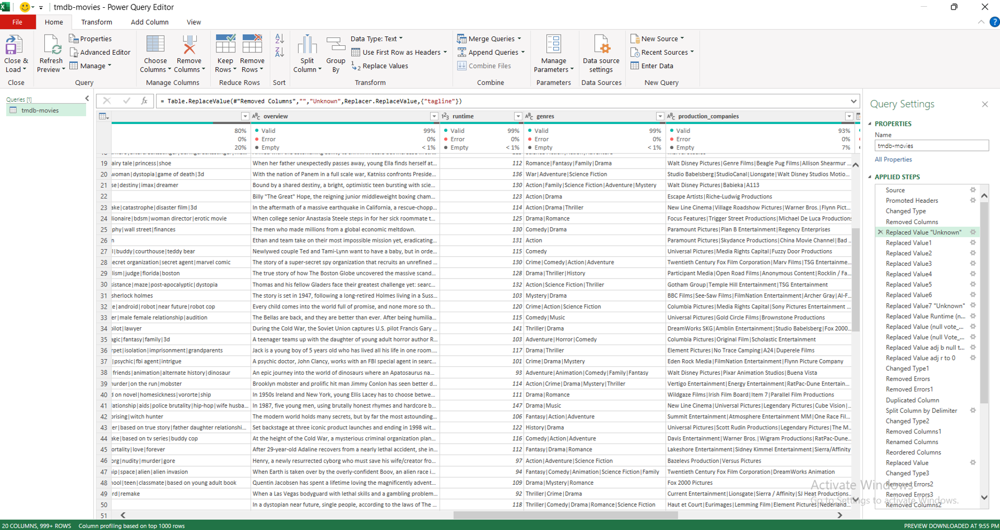 tmdb-movies - Power Query Editor
File Home Transform Add Column View
Close & Load
Refresh Preview
Properties
Advanced Editor
Manage
Choose Columns
Remove Columns
Keep Rows
Remove Rows
Split Column
Group By
Data Type: Text
Use First Row as Headers
Replace Values
Merge Queries
Append Queries
Combine Files
Manage Parameters
Data source settings
New Source
Recent Sources
Enter Data
Close Query Manage Columns Reduce Rows Sort Transform Combine Parameters Data Sources New Query
Queries [1]
tmdb-movies
fx = Table.ReplaceValue(#"Removed Columns","","Unknown",Replacer.ReplaceValue,{"tagline"})
overview runtime genres production_companies
80% Valid 99% Valid 99% Valid 99% Valid 93%
0% Error 0% Error 0% Error 0% Error 0%
20% Empty < 1% Empty < 1% Empty < 1% Empty 7%
19 airy tale|princess|shoe When her father unexpectedly passes away, young Ella finds herself at... 112 Romance|Fantasy|Family|Drama Walt Disney Pictures|Genre Films|Beagle Pug Films|Allison Shearmur ...
20 woman|dystopia|game of death|3d With the nation of Panem in a full scale war, Katniss confronts Preside... 136 War|Adventure|Science Fiction Studio Babelsberg|StudioCanal|Lionsgate|Walt Disney Studios Motio...
21 se|destiny|imax|dreamer Bound by a shared destiny, a bright, optimistic teen bursting with scie... 130 Action|Family|Science Fiction|Adventure|Mystery Walt Disney Pictures|Babieka|A113
22 Billy "The Great" Hope, the reigning junior middleweight boxing cham... 123 Action|Drama Escape Artists|Riche-Ludwig Productions
23 ake|catastrophe|disaster film|3d In the aftermath of a massive earthquake in California, a rescue-chopp... 114 Action|Drama|Thriller New Line Cinema|Village Roadshow Pictures|Warner Bros.|Flynn Pict...
24 lionaire|bdsm|woman director|erotic movie When college senior Anastasia Steele steps in for her sick roommate t... 125 Drama|Romance Focus Features|Trigger Street Productions|Michael De Luca Productions
25 phy|wall street|finances The men who made millions from a global economic meltdown. 130 Comedy|Drama Paramount Pictures|Plan B Entertainment|Regency Enterprises
26 n Ethan and team take on their most impossible mission yet, eradicating... 131 Action Paramount Pictures|Skydance Productions|China Movie Channel|Bad ...
27 l|buddy|courthouse|teddy bear Newlywed couple Ted and Tami-Lynn want to have a baby, but in orde... 115 Comedy Universal Pictures|Media Rights Capital|Fuzzy Door Productions
28 ecret organization|secret agent|marvel comic The story of a super-secret spy organization that recruits an unrefined ... 130 Crime|Comedy|Action|Adventure Twentieth Century Fox Film Corporation|Marv Films|TSG Entertainme...
29 lism|judge|florida|boston The true story of how The Boston Globe uncovered the massive scand... 128 Drama|Thriller|History Participant Media|Open Road Films|Anonymous Content|Rocklin / Fa...
30 sistance|maze|post-apocalyptic|dystopia Thomas and his fellow Gladers face their greatest challenge yet: searc... 132 Action|Science Fiction|Thriller Gotham Group|Temple Hill Entertainment|TSG Entertainment
31 sherlock holmes The story is set in 1947, following a long-retired Holmes living in a Suss... 103 Mystery|Drama BBC Films|See-Saw Films|FilmNation Entertainment|Archer Gray|Al-F...
32 e|android|robot|near future|robot cop Every child comes into the world full of promise, and none more so th... 120 Crime|Action|Science Fiction Columbia Pictures|Media Rights Capital|Sony Pictures Entertainment ...
33 er|male female relationship|audition The Bellas are back, and they are better than ever. After being humilia... 115 Comedy|Music Universal Pictures|Gold Circle Films|Brownstone Productions
34 pilot|lawyer During the Cold War, the Soviet Union captures U.S. pilot Francis Gary ... 141 Thriller|Drama DreamWorks SKG|Amblin Entertainment|Studio Babelsberg|Fox 2000...
35 agic|fantasy|family|3d A teenager teams up with the daughter of young adult horror author R... 103 Adventure|Horror|Comedy Columbia Pictures|Original Film|Scholastic Entertainment
36 rpet|isolation|imprisonment|grandparents Jack is a young boy of 5 years old who has lived all his life in one room.... 117 Drama|Thriller Element Pictures|No Trace Camping|A24|Duperele Films
37 |psychic|fbi agent|intrigue A psychic doctor, John Clancy, works with an FBI special agent in searc... 101 Crime|Drama|Mystery Eden Rock Media|FilmNation Entertainment|Flynn Picture Company
38 friends|animation|alternate history|dinosaur An epic journey into the world of dinosaurs where an Apatosaurus na... 93 Adventure|Animation|Comedy|Family|Fantasy Walt Disney Pictures|Pixar Animation Studios|Buena Vista
39 nurder|on the run|mobster Brooklyn mobster and prolific hit man Jimmy Conlon has seen better d... 114 Action|Crime|Drama|Mystery|Thriller Vertigo Entertainment|Energy Entertainment|RatPac-Dune Entertain...
40 d on novel|homesickness|vororte|ship In 1950s Ireland and New York, young Ellis Lacey has to choose betwe... 111 Drama|Romance Wildgaze Films|Irish Film Board|Item 7|Parallel Film Productions
41 lationship|aids|police brutality|hip-hop|wife husba... In 1987, five young men, using brutally honest rhymes and hardcore b... 147 Drama|Music New Line Cinema|Universal Pictures|Legendary Pictures|Cube Vision|...
42 prising|witch hunter The modern world holds many secrets, but by far the most astounding... 106 Fantasy|Action|Adventure Summit Entertainment|Atmosphere Entertainment MM|One Race Fil...
43 er|based on true story|father daughter relationshi... Set backstage at three iconic product launches and ending in 1998 wit... 122 History|Drama Universal Pictures|Scott Rudin Productions|Legendary Pictures|The M...
44 ake|based on tv series|buddy cop At the height of the Cold War, a mysterious criminal organization plan... 116 Comedy|Action|Adventure Davis Entertainment|Warner Bros.|Wigram Productions|RatPac-Dune...
45 ortality|love|forever After 29-year-old Adaline recovers from a nearly lethal accident, she in... 112 Fantasy|Drama|Romance Lakeshore Entertainment|Sidney Kimmel Entertainment|Sierra/Affinity
46 org|nudity|murder|gore Henry, a newly resurrected cyborg who must save his wife/creator fro... 97 Action|Adventure|Science Fiction Bazelevs Production|Versus Pictures
47 ip|space|alien|alien invasion When Earth is taken over by the overly-confident Boov, an alien race i... 94 Fantasy|Comedy|Animation|Science Fiction|Family Twentieth Century Fox Film Corporation|DreamWorks Animation
48 ool|teen|classmate|based on young adult book Quentin Jacobsen has spent a lifetime loving the magnificently advent... 109 Drama|Mystery|Romance Fox 2000 Pictures
49 rd|remake When a Las Vegas bodyguard with lethal skills and a gambling problem... 92 Thriller|Crime|Drama Current Entertainment|Lionsgate|Sierra / Affinity|SJ Heat Productions...
50 In a dystopian near future, single people, according to the laws of The ... 118 Thriller|Comedy|Drama|Romance|Science Fiction Haut et Court|Eurimages|Lemming Film|Element Pictures|Nederland...
51
Query Settings
PROPERTIES
Name
tmdb-movies
All Properties
APPLIED STEPS
Source
Promoted Headers
Changed Type
Removed Columns
Replaced Value "Unknown"
Replaced Value1
Replaced Value2
Replaced Value3
Replaced Value4
Replaced Value5
Replaced Value6
Replaced Value7 "Unknown"
Replaced Value Runtime (n...
Replaced Value (null vote_...
Replaced Value (null Vote_...
Replaced Value adj b null t...
Replaced Value adj r to 0
Changed Type1
Removed Errors
Removed Errors1
Duplicated Column
Split Column by Delimiter
Changed Type2
Removed Columns1
Renamed Columns
Reordered Columns
Replaced Value
Changed Type3
Removed Errors2
Removed Errors3
Removed Columns2
Activate Windows
Go to Settings to activate Windows.
20 COLUMNS, 999+ ROWS Column profiling based on top 1000 rows PREVIEW DOWNLOADED AT 9:55 PM